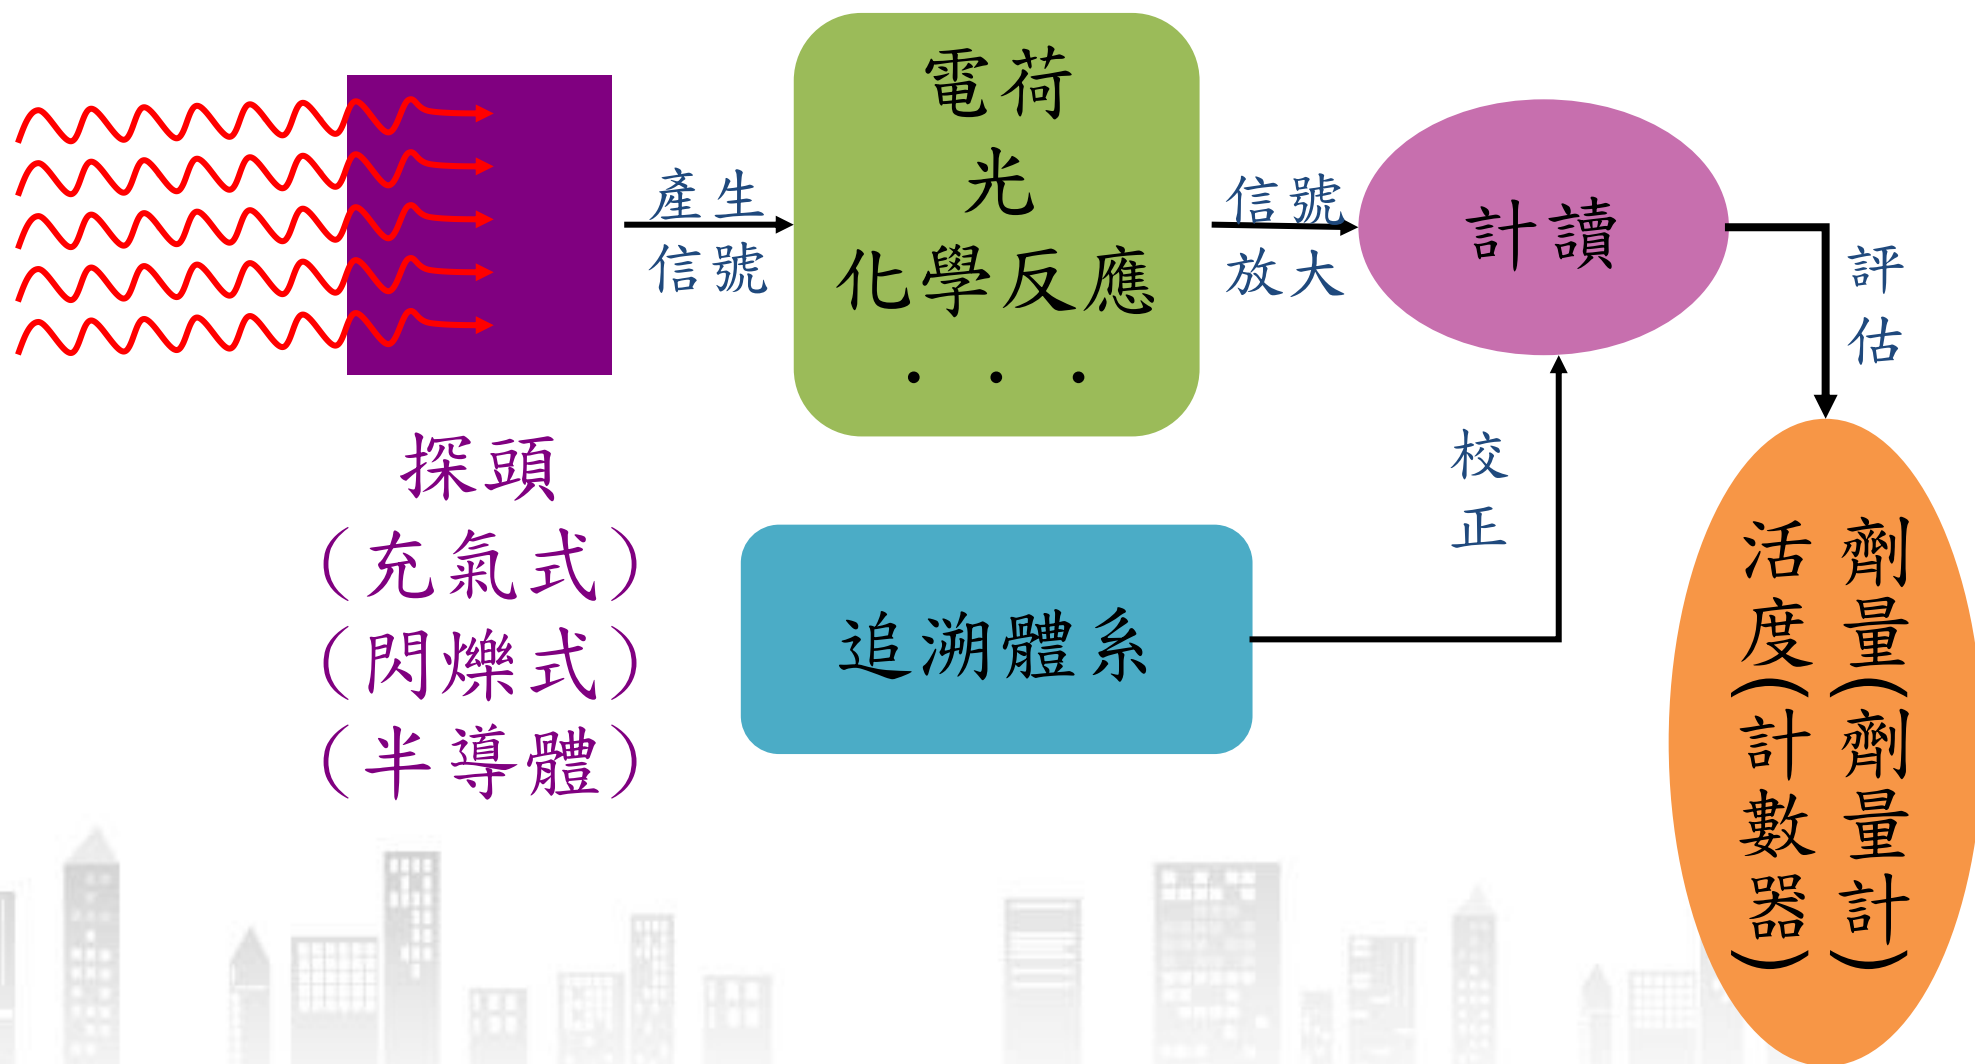 探頭
(充氣式)
(閃爍式)
(半導體)
產生
信號
電荷
光
化學反應
．．．
信號
放大
計讀
追溯體系
校正
評估
劑量(劑量計)
活度(計數器)